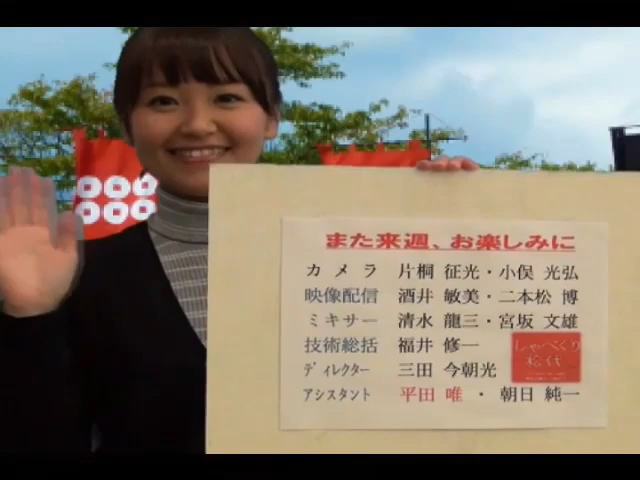 また来週、お楽しみに
カメラ 片桐 征光・小俣 光弘
映像配信 酒井 敏美・二本松 博
ミキサー 清水 龍三・宮坂 文雄
技術総括 福井 修一
ディレクター 三田 今朝光
アシスタント 平田 唯 ・ 朝日 純一
しゃべくり
松代